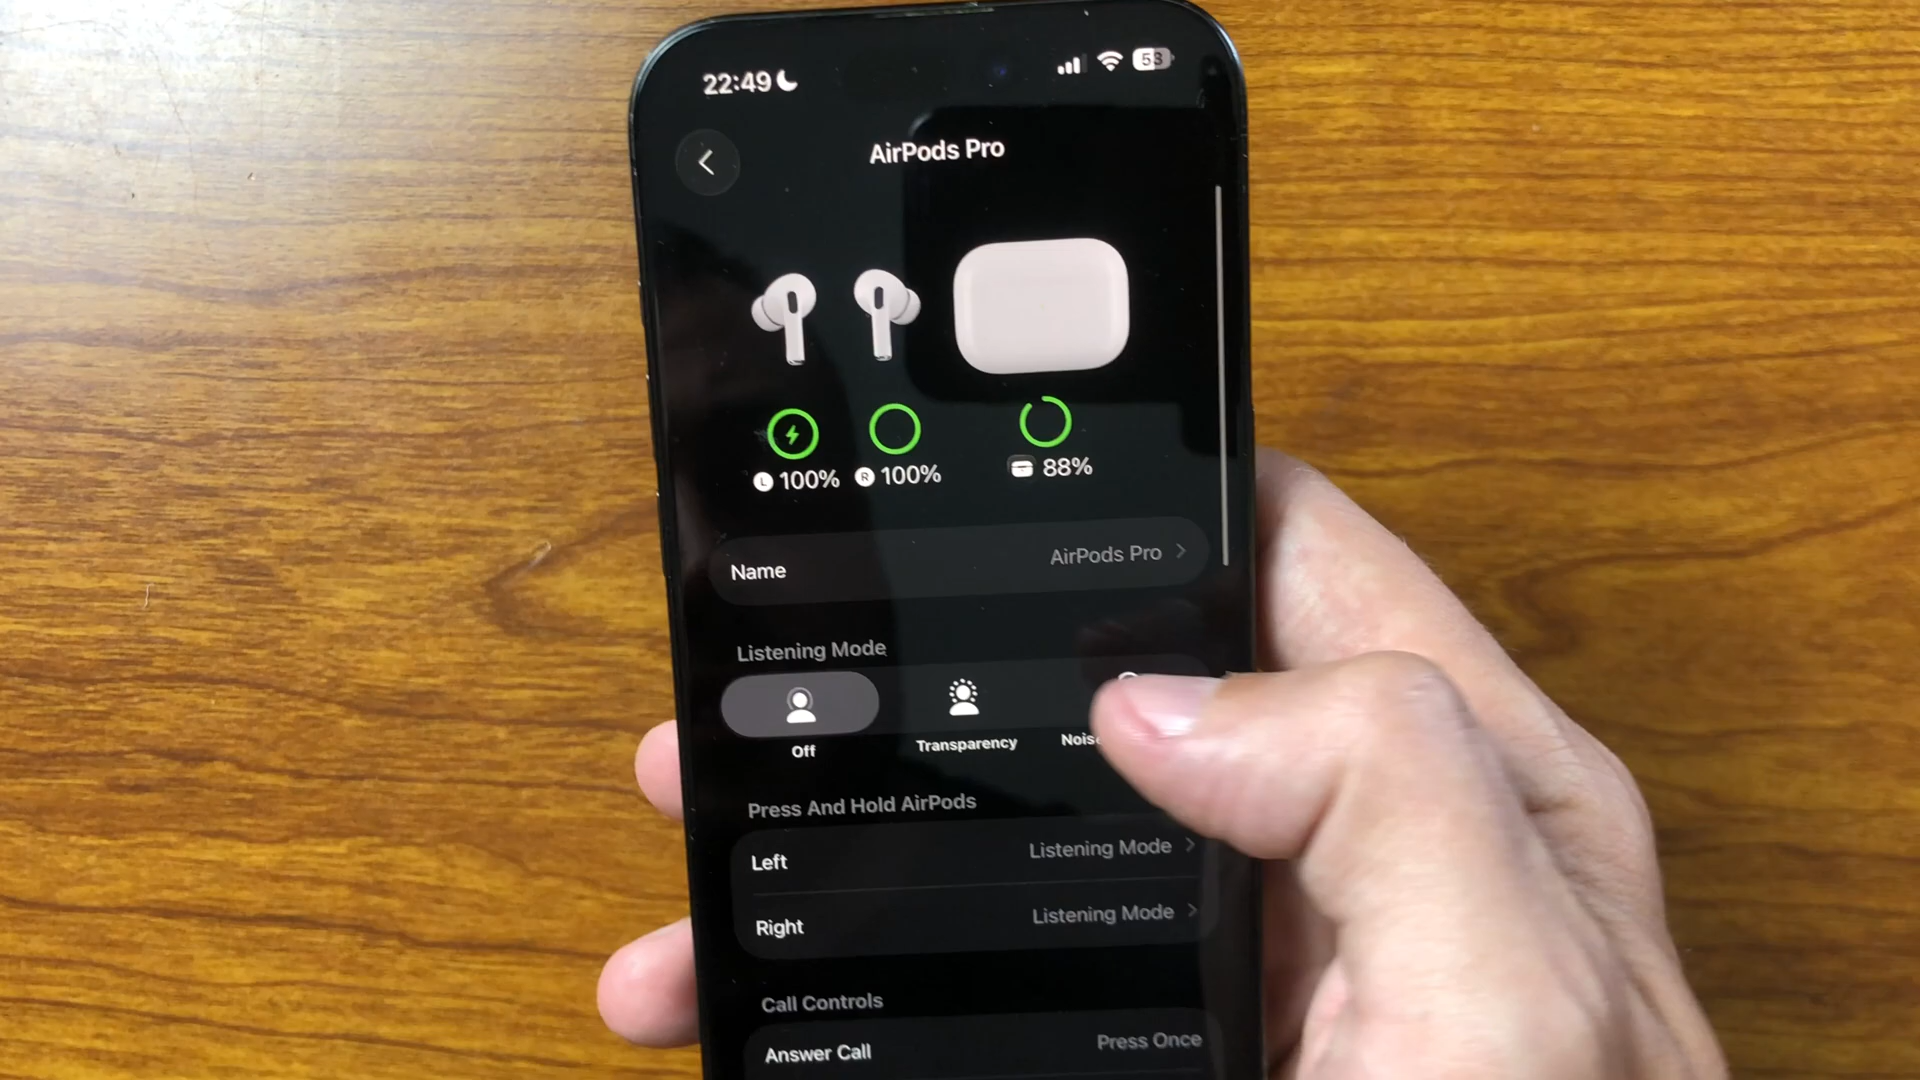 22:49 53
AirPods Pro
L 100% R 100% 88%
Name AirPods Pro
Listening Mode
Off Transparency
Press And Hold AirPods
Left Listening Mode
Right Listening Mode
Call Controls
Answer Call Press Once